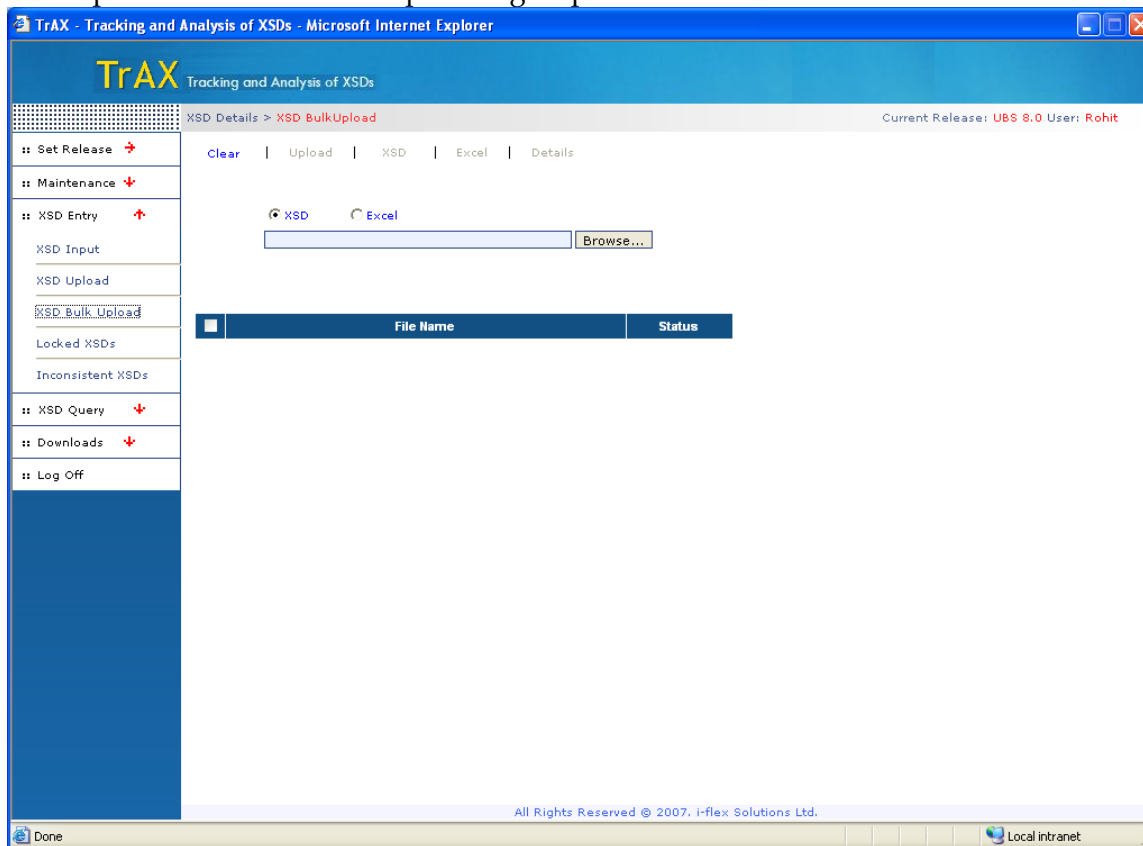 TrAX - Tracking and Analysis of XSDs - Microsoft Internet Explorer
TrAX Tracking and Analysis of XSDs
XSD Details > XSD BulkUpload Current Release: UBS 8.0 User: Rohit
:: Set Release
Clear | Upload | XSD | Excel | Details
:: Maintenance
:: XSD Entry
XSD Excel
XSD Input
Browse...
XSD Upload
XSD Bulk Upload
File Name Status
Locked XSDs
Inconsistent XSDs
:: XSD Query
:: Downloads
:: Log Off
All Rights Reserved @ 2007, i-flex Solutions Ltd.
Done Local intranet